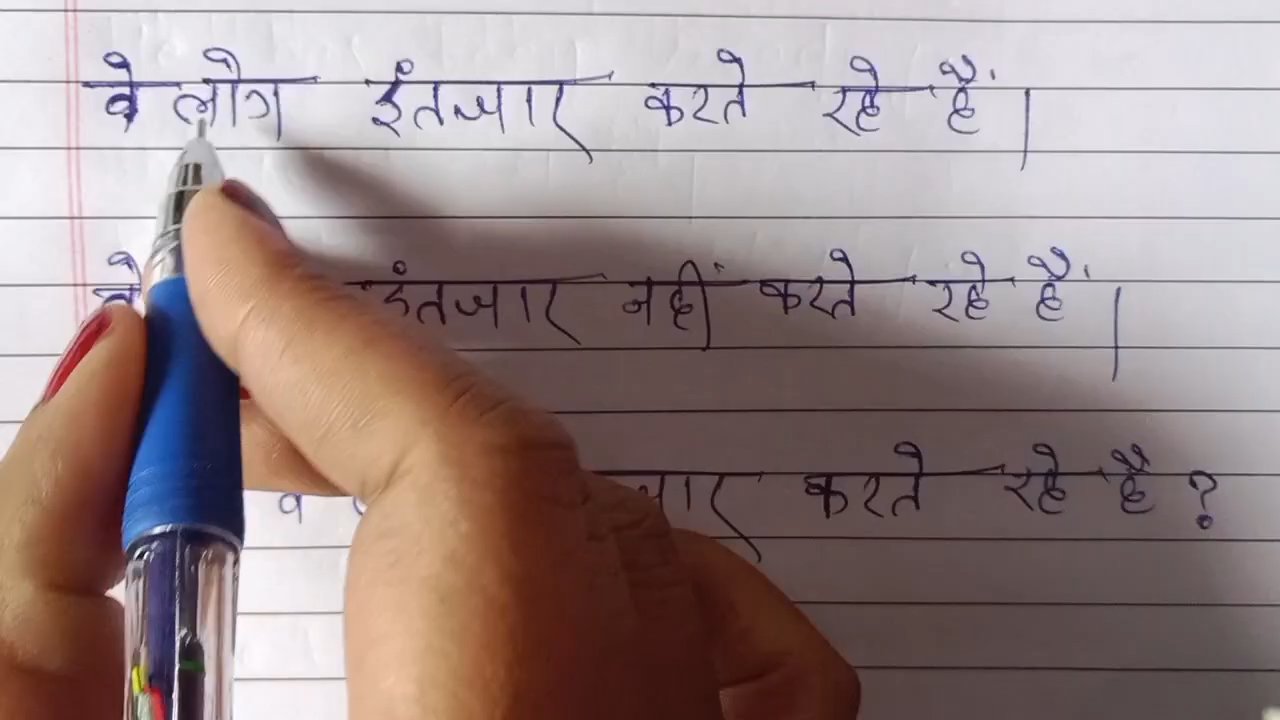 वे लोग इंतजार करते रहे हैं।
वे इंतजार नहीं करते रहे हैं।
करते रहे हैं ?